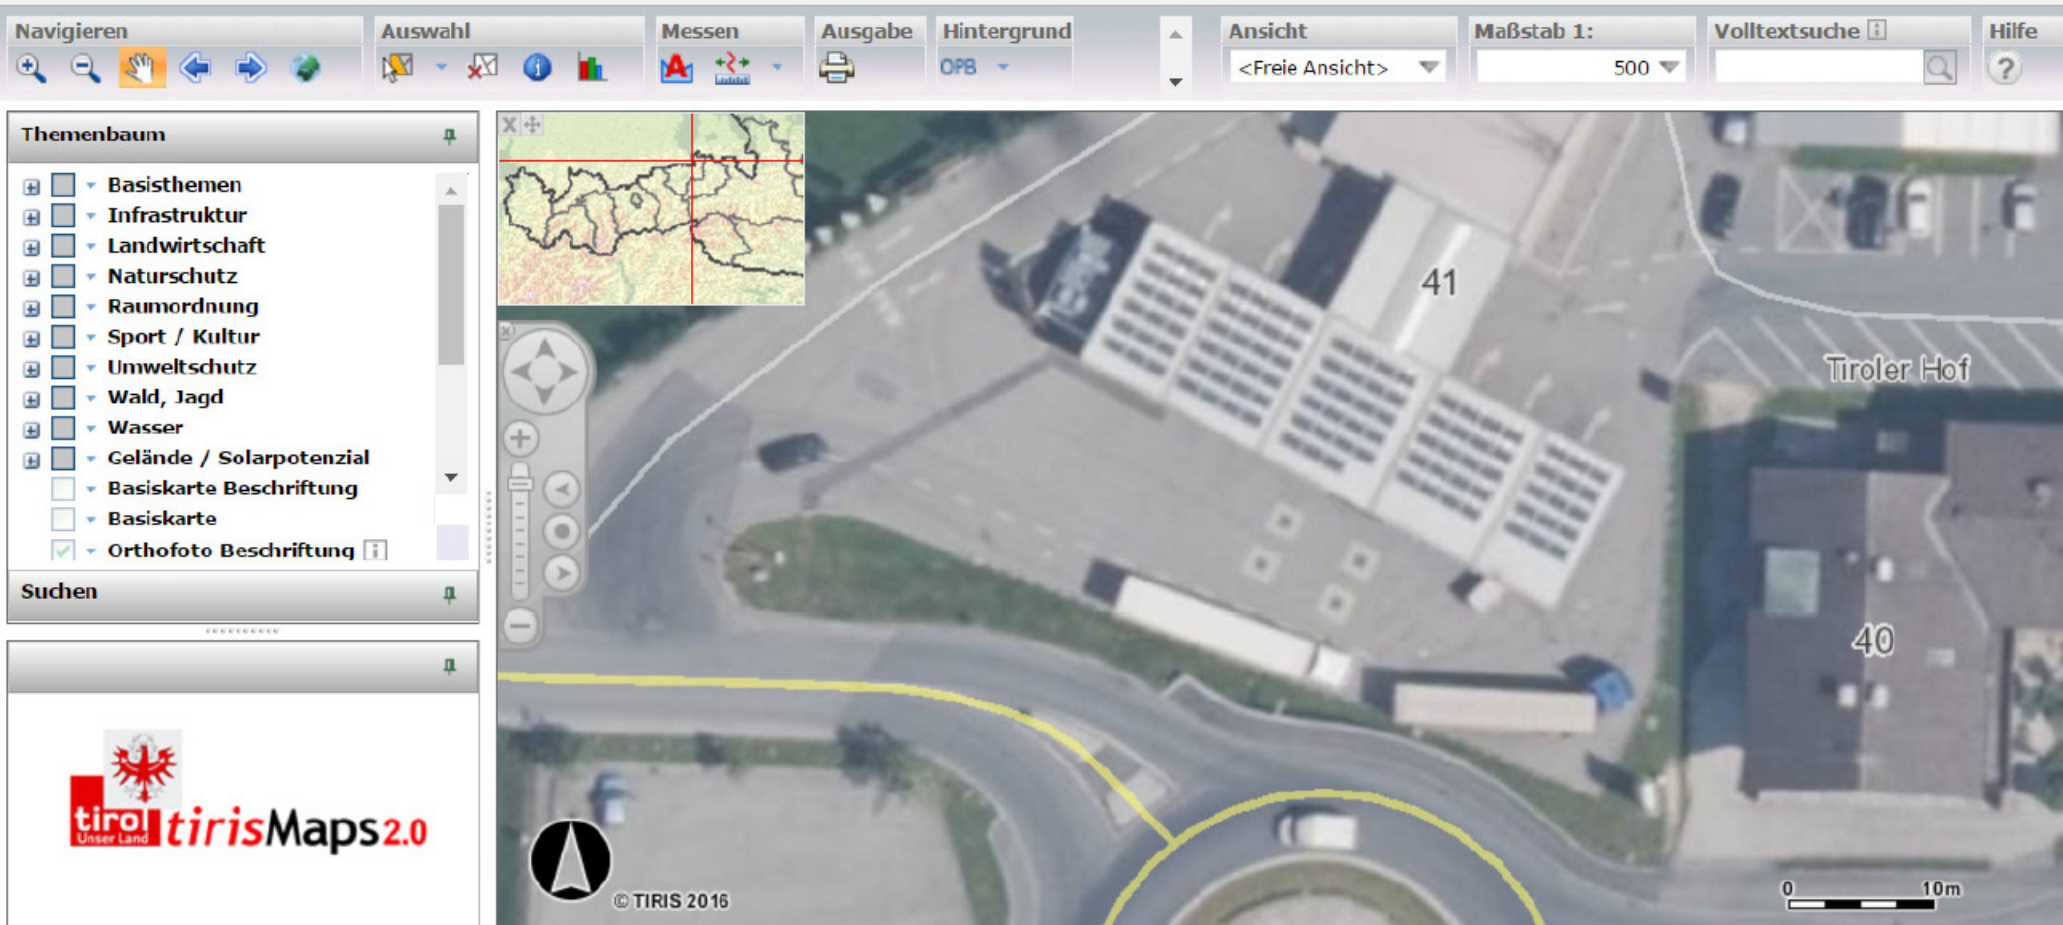 Navigieren
Auswahl
Messen
Ausgabe
Hintergrund
OPB
Ansicht
<Freie Ansicht>
Maßstab 1:
500
Volltextsuche i
Hilfe
?
Themenbaum
Basisthemen
Infrastruktur
Landwirtschaft
Naturschutz
Raumordnung
Sport / Kultur
Umweltschutz
Wald, Jagd
Wasser
Gelände / Solarpotenzial
Basiskarte Beschriftung
Basiskarte
Orthofoto Beschriftung i
Suchen
tirol
Unser Land
tirisMaps 2.0
41
Tiroler Hof
40
© TIRIS 2016
0 10m